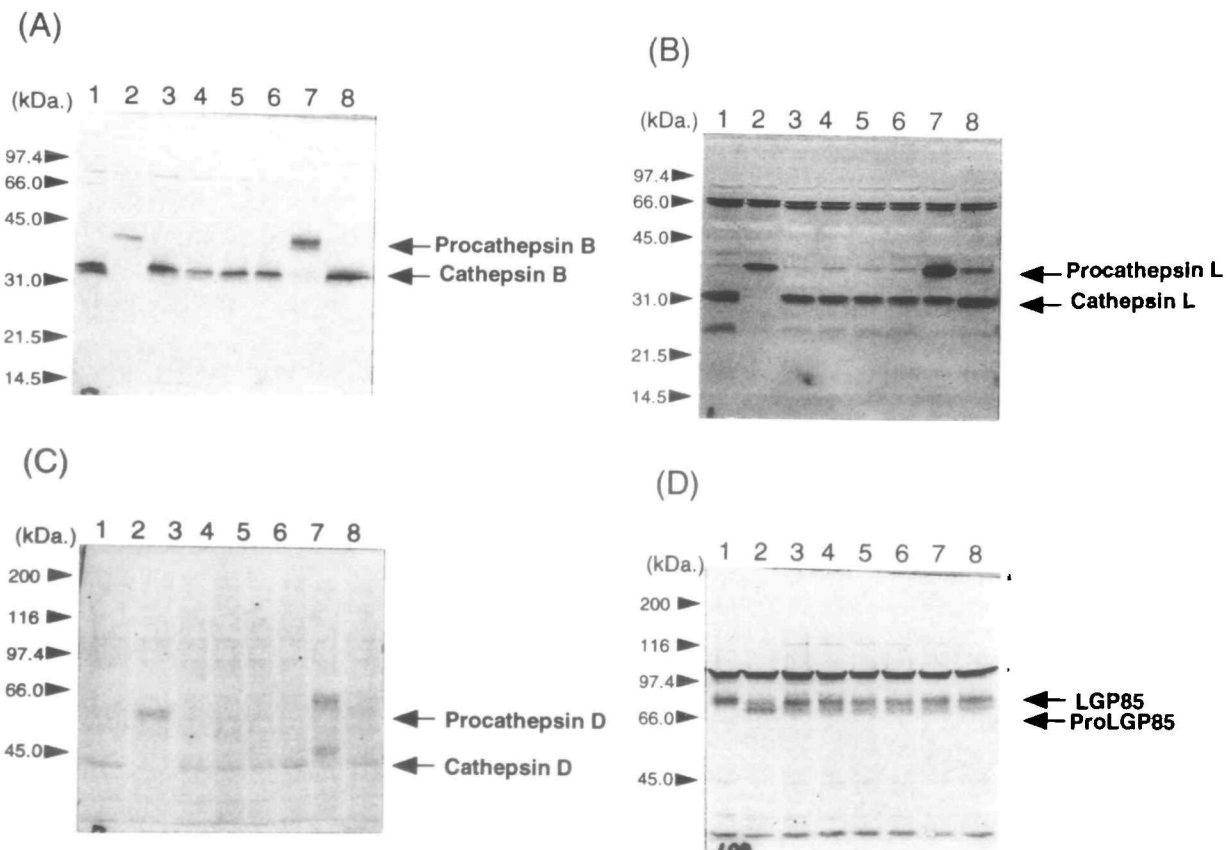 (A)
(kDa.) 1 2 3 4 5 6 7 8
97.4
66.0
45.0
Procathepsin B
Cathepsin B
31.0
21.5
14.5
(B)
(kDa.) 1 2 3 4 5 6 7 8
97.4
66.0
45.0
Procathepsin L
31.0
Cathepsin L
21.5
14.5
(C)
(kDa.) 1 2 3 4 5 6 7 8
200
116
97.4
66.0
Procathepsin D
45.0
Cathepsin D
(D)
(kDa.) 1 2 3 4 5 6 7 8
200
116
97.4
LGP85
66.0
ProLGP85
45.0